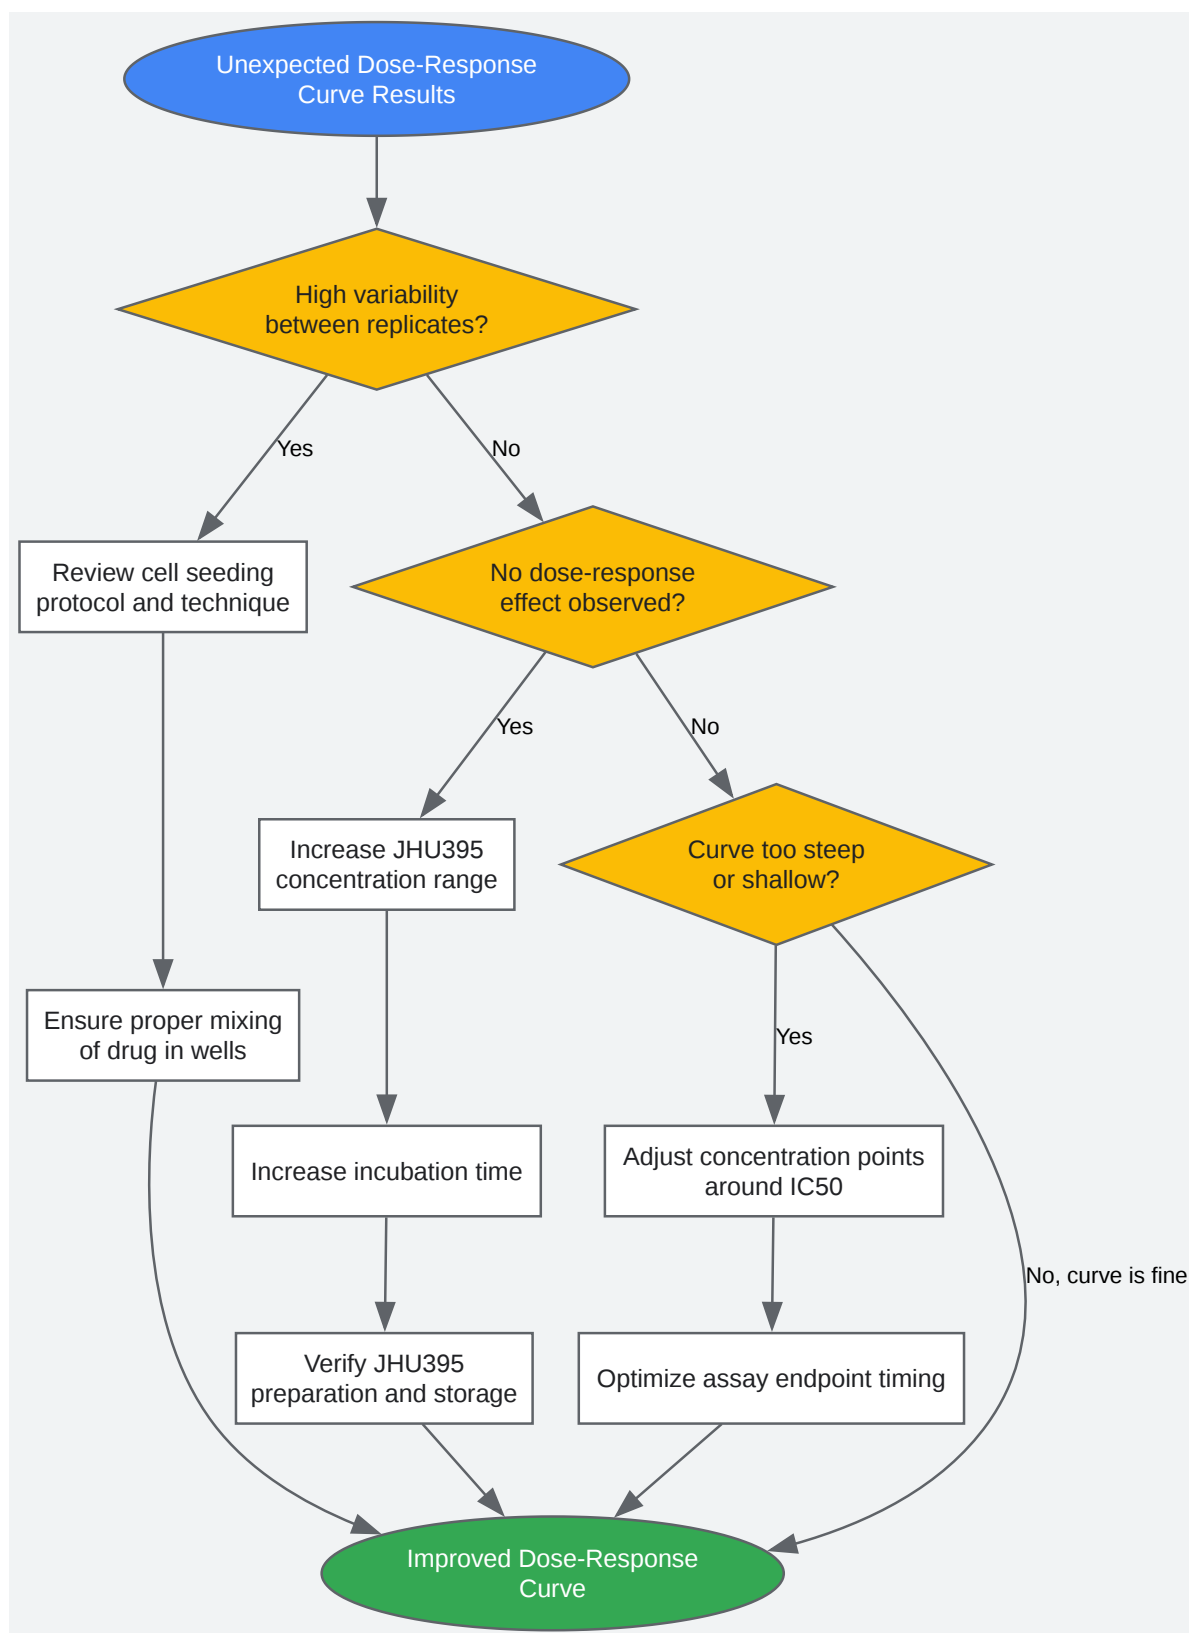 Unexpected Dose-Response
Curve Results
High variability
between replicates?
Yes
No
Review cell seeding
protocol and technique
No dose-response
effect observed?
Yes
No
Increase JHU395
concentration range
Curve too steep
or shallow?
Ensure proper mixing
of drug in wells
Yes
Increase incubation time
Adjust concentration points
around IC50
No, curve is fine
Verify JHU395
preparation and storage
Optimize assay endpoint timing
Improved Dose-Response
Curve